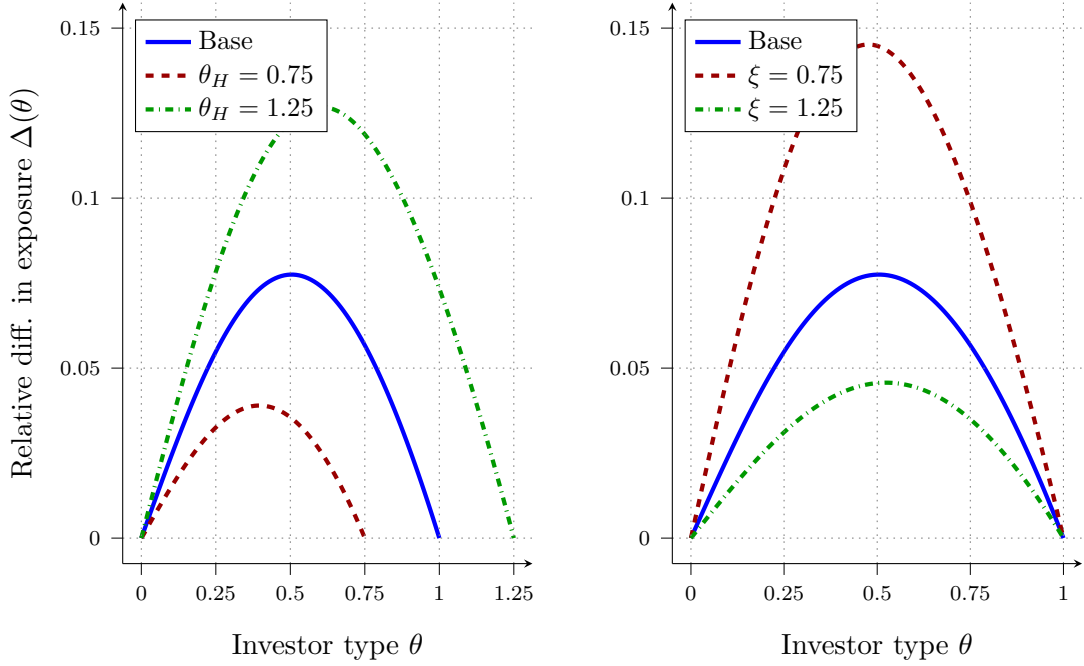 Relative diff. in exposure Δ(θ)
0.15
0.1
0.05
0
Base
θ_H = 0.75
θ_H = 1.25
0 0.25 0.5 0.75 1 1.25
Investor type θ
0.15
0.1
0.05
0
Base
ξ = 0.75
ξ = 1.25
0 0.25 0.5 0.75 1
Investor type θ